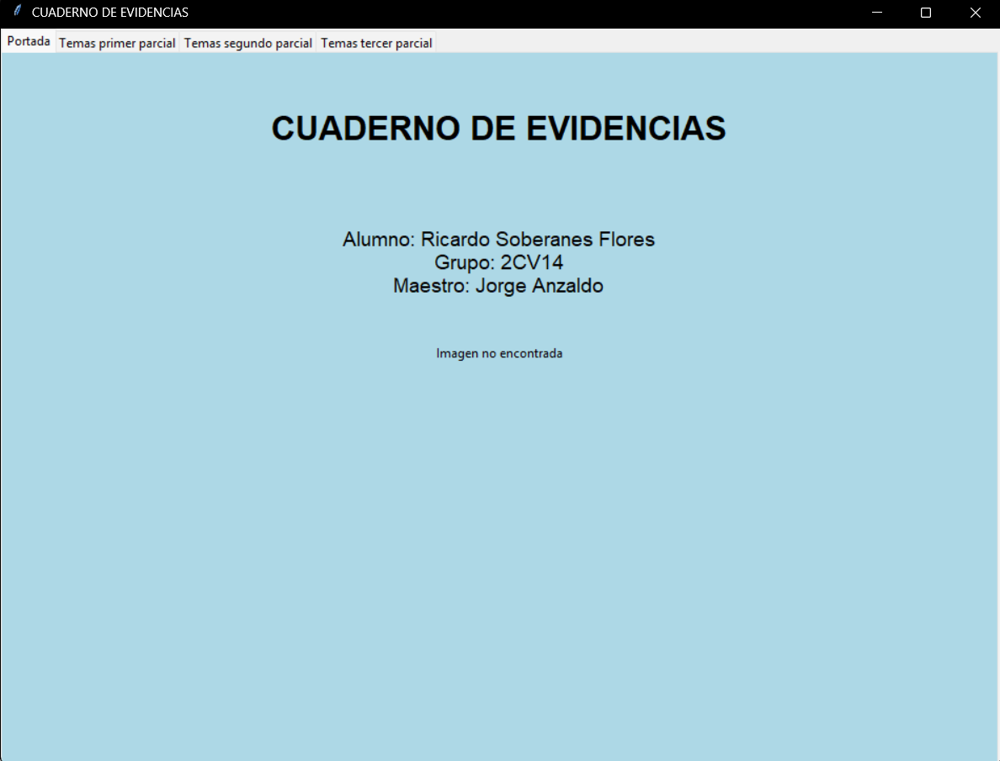 CUADERNO DE EVIDENCIAS
Portada Temas primer parcial Temas segundo parcial Temas tercer parcial
CUADERNO DE EVIDENCIAS
Alumno: Ricardo Soberanes Flores
Grupo: 2CV14
Maestro: Jorge Anzaldo
Imagen no encontrada